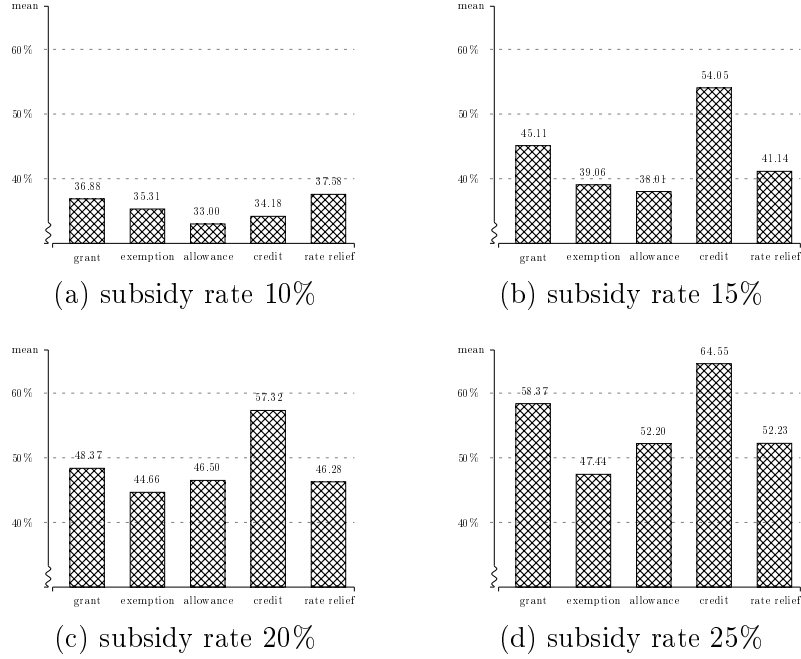 mean
60%
50%
40%
36.88
35.31
33.00
34.18
37.58
grant exemption allowance credit rate relief
(a) subsidy rate 10%
mean
60%
50%
40%
45.11
39.06
38.01
54.05
41.14
grant exemption allowance credit rate relief
(b) subsidy rate 15%
mean
60%
50%
40%
48.37
44.66
46.50
57.32
46.28
grant exemption allowance credit rate relief
(c) subsidy rate 20%
mean
60%
50%
40%
58.37
47.44
52.20
64.55
52.23
grant exemption allowance credit rate relief
(d) subsidy rate 25%